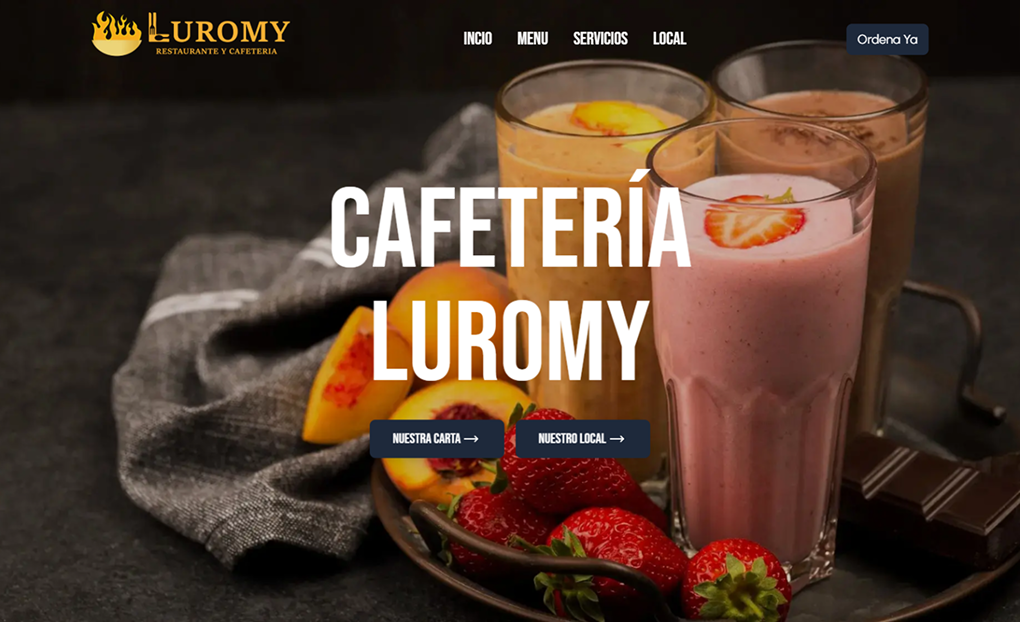 LUROMY
RESTAURANTE Y CAFETERIA
INCIO
MENU
SERVICIOS
LOCAL
Ordena Ya
CAFETERÍA
LUROMY
NUESTRA CARTA →
NUESTRO LOCAL →